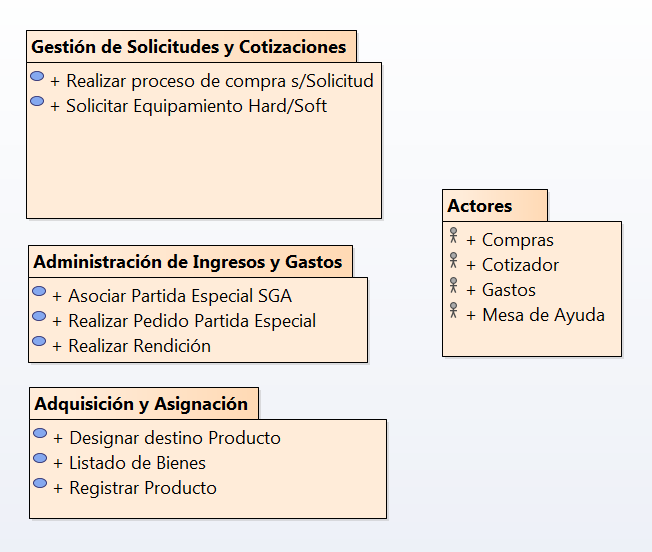 Gestión de Solicitudes y Cotizaciones
+ Realizar proceso de compra s/Solicitud
+ Solicitar Equipamiento Hard/Soft
Administración de Ingresos y Gastos
+ Asociar Partida Especial SGA
+ Realizar Pedido Partida Especial
+ Realizar Rendición
Adquisición y Asignación
+ Designar destino Producto
+ Listado de Bienes
+ Registrar Producto
Actores
+ Compras
+ Cotizador
+ Gastos
+ Mesa de Ayuda